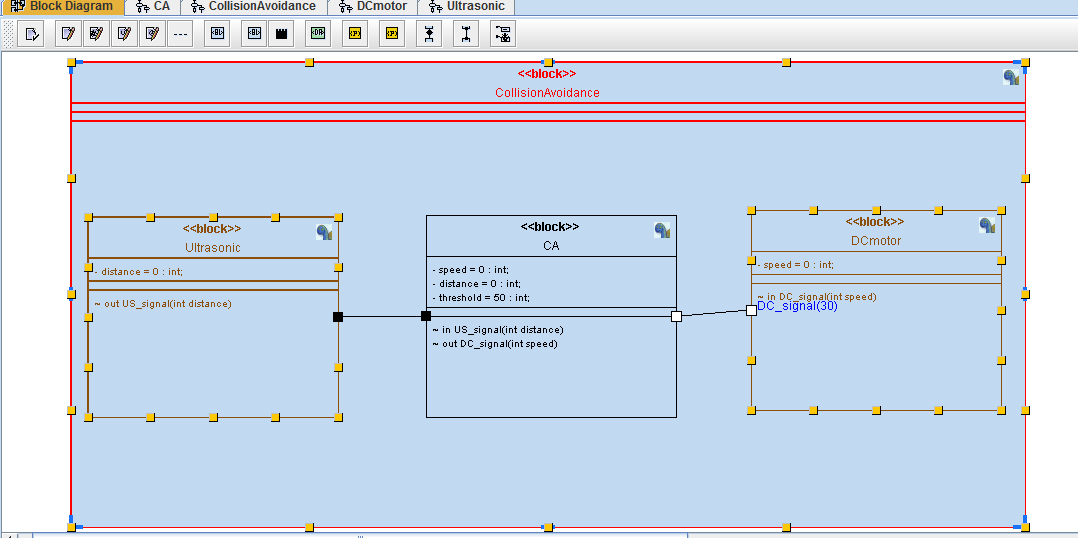 Block Diagram
CA
CollisionAvoidance
DCmotor
Ultrasonic
<<block>>
CollisionAvoidance
<<block>>
Ultrasonic
- distance = 0 : int;
~ out US_signal(int distance)
<<block>>
CA
- speed = 0 : int;
- distance = 0 : int;
- threshold = 50 : int;
~ in US_signal(int distance)
~ out DC_signal(int speed)
<<block>>
DCmotor
- speed = 0 : int;
~ in DC_signal(int speed)
DC_signal(30)